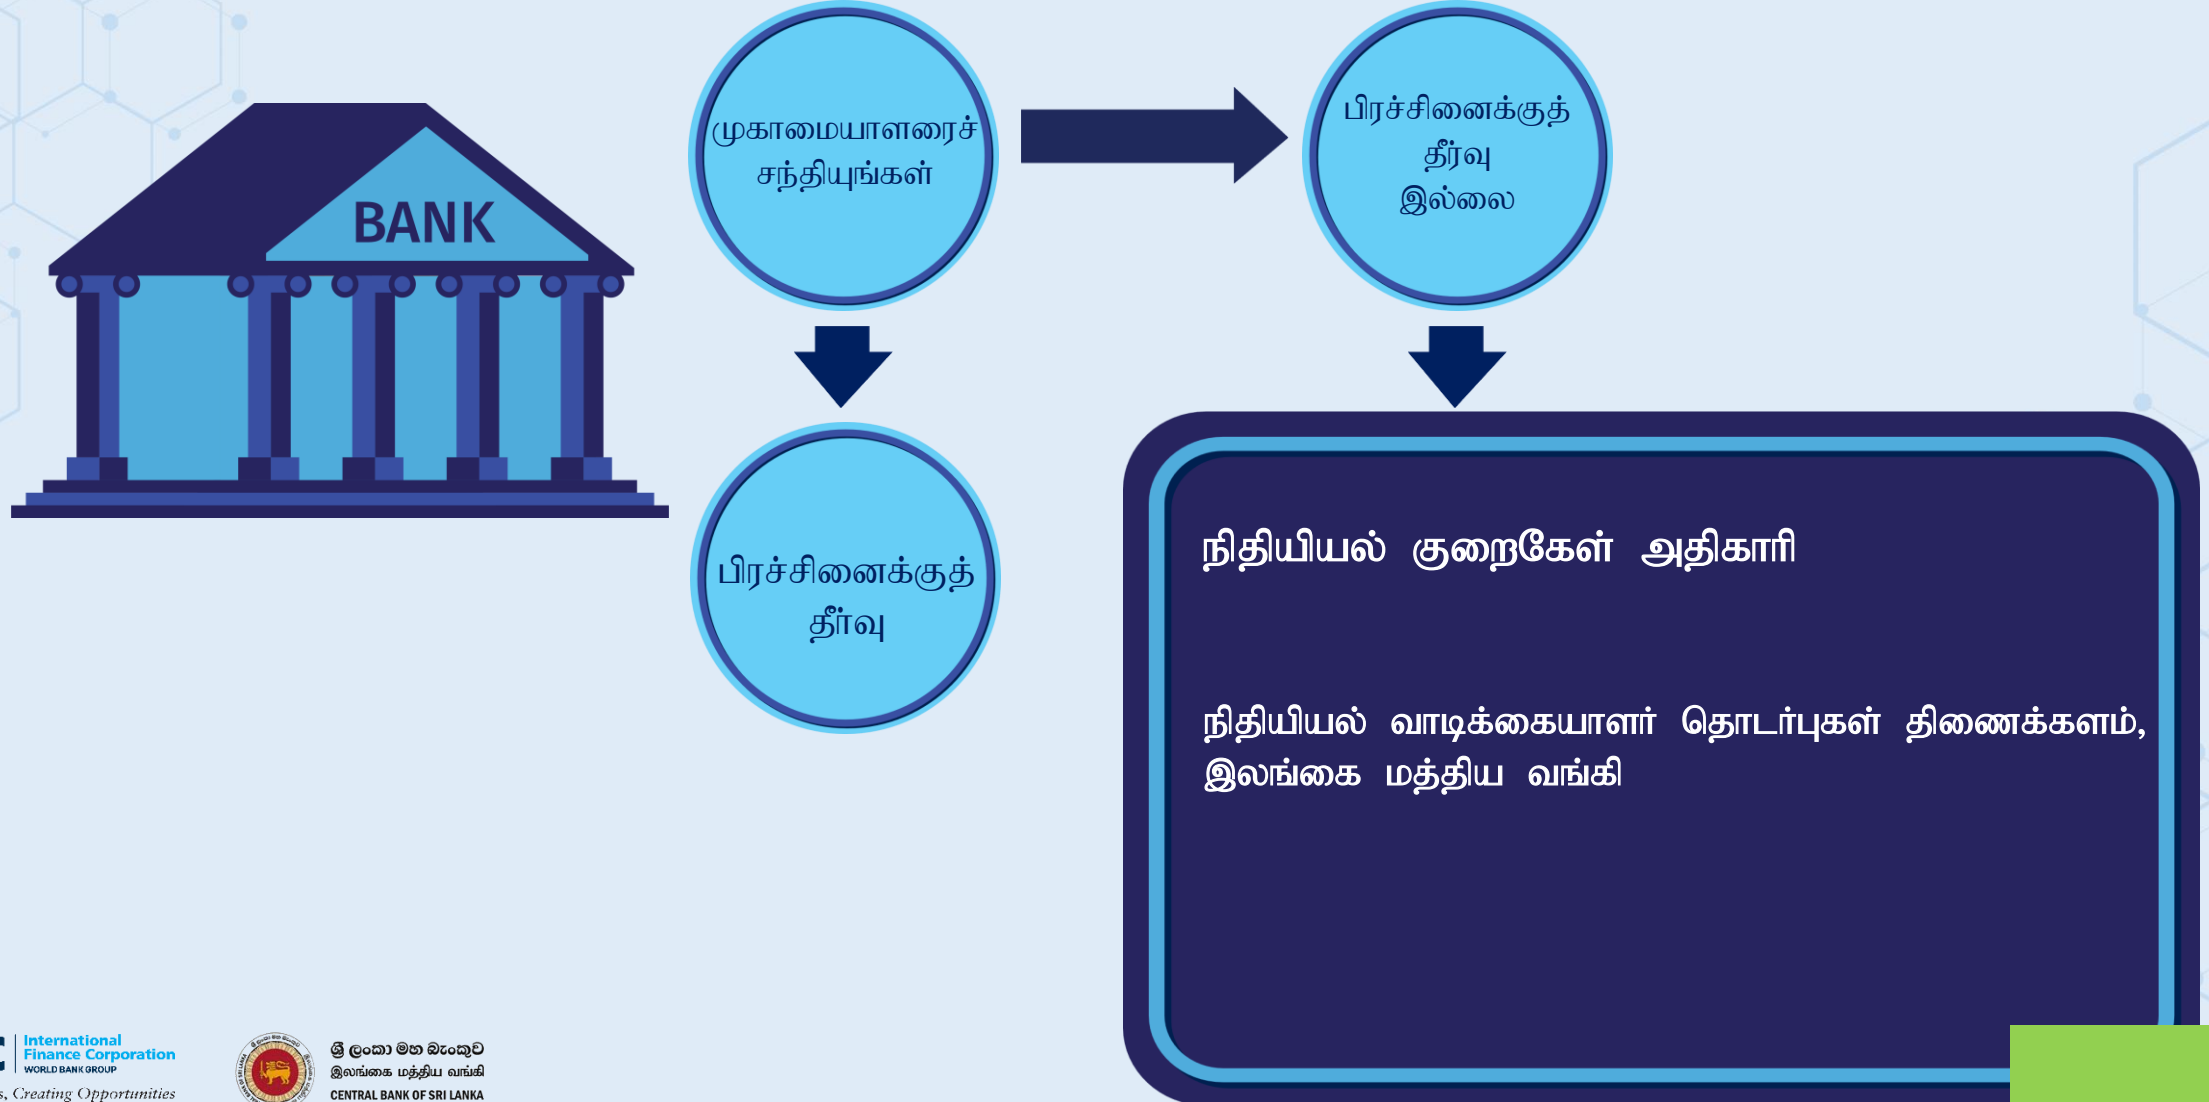 BANK
முகாமையாளரைச்
சந்தியுங்கள்
பிரச்சினைக்குத்
தீர்வு
இல்லை
பிரச்சினைக்குத்
தீர்வு
நிதியியல் குறைகேள் அதிகாரி
நிதியியல் வாடிக்கையாளர் தொடர்புகள் திணைக்களம்,
இலங்கை மத்திய வங்கி
International
Finance Corporation
WORLD BANK GROUP
Creating Opportunities
ශ්‍රී ලංකා මහ බැංකුව
இலங்கை மத்திய வங்கி
CENTRAL BANK OF SRI LANKA